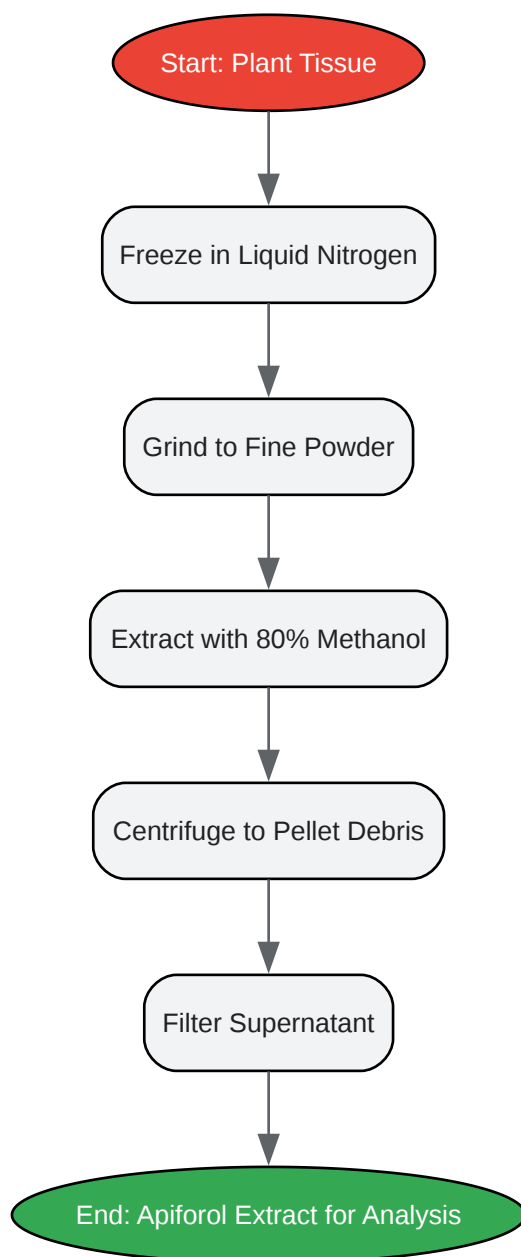 Start: Plant Tissue
Freeze in Liquid Nitrogen
Grind to Fine Powder
Extract with 80% Methanol
Centrifuge to Pellet Debris
Filter Supernatant
End: Apiforol Extract for Analysis